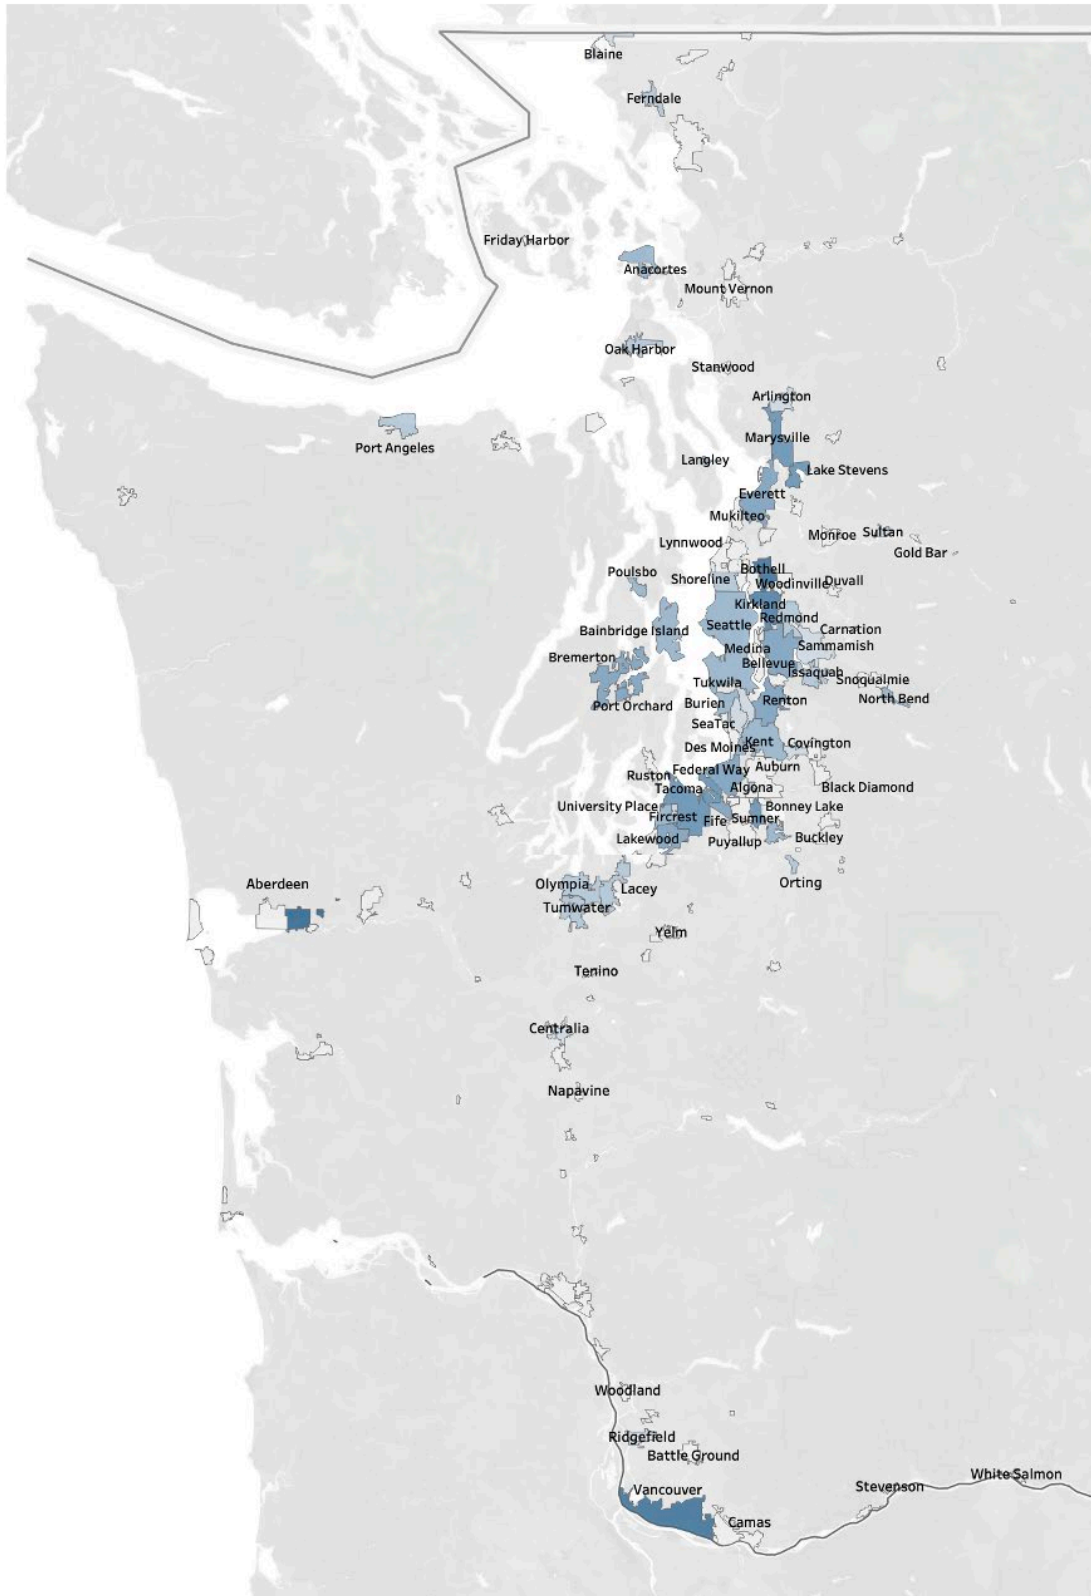 Blaine
Ferndale
Friday Harbor
Anacortes
Mount Vernon
Oak Harbor
Stanwood
Arlington
Marysville
Port Angeles
Langley
Lake Stevens
Everett
Mukilteo
Lynnwood
Monroe
Sultan
Gold Bar
Bothell
Poulsbo
Shoreline
Woodinville
Duvall
Kirkland
Redmond
Seattle
Bainbridge Island
Carnation
Medina
Sammamish
Bremerton
Bellevue
Issaquah
Tukwila
Snoqualmie
North Bend
Port Orchard
Burien
Renton
SeaTac
Kent
Covington
Des Moines
Auburn
Federal Way
Ruston
Tacoma
Algona
Black Diamond
University Place
Bonney Lake
Fircrest
Fife
Sumner
Lakewood
Puyallup
Buckley
Orting
Aberdeen
Olympia
Lacey
Tumwater
Yelm
Tenino
Centralia
Napavine
Woodland
Ridgefield
Battle Ground
White Salmon
Stevenson
Vancouver
Camas